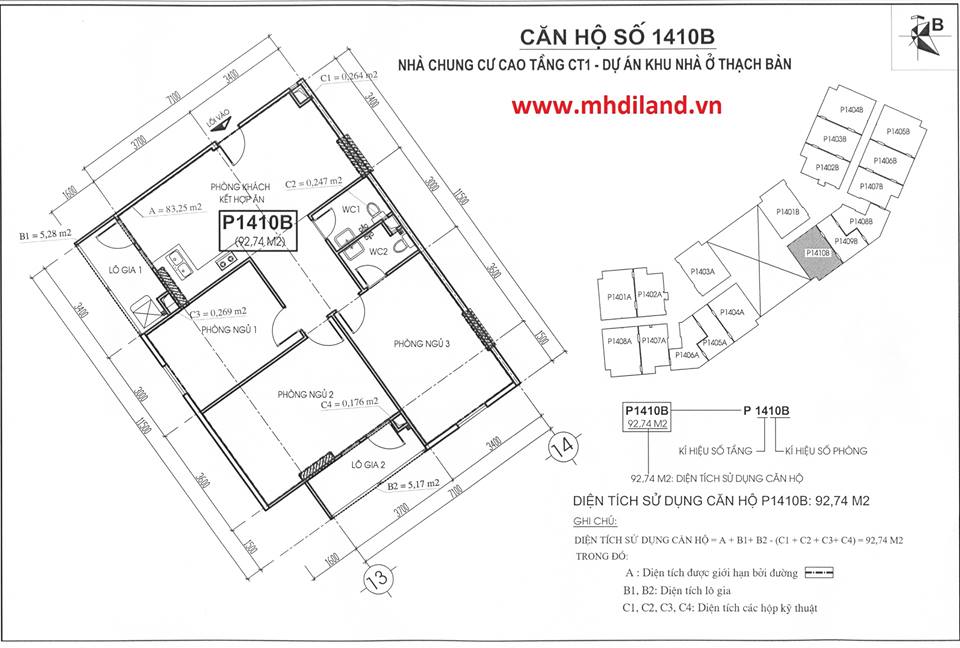 CĂN HỘ SỐ 1410B
NHÀ CHUNG CƯ CAO TẦNG CT1 - DỰ ÁN KHU NHÀ Ở THẠCH BÀN
www.mhdiland.vn
B
C1 = 0,264 m2
7100
3400
3700
1600
LỐI VÀO
3400
PHÒNG KHÁCH
KẾT HỢP ĂN
C2 = 0,247 m2
A = 83,25 m2
P1410B
(92,74 M2)
WC1
WC2
3000
11500
B1 = 5,28 m2
LÔ GIA 1
3600
3400
C3 = 0,269 m2
PHÒNG NGỦ 1
PHÒNG NGỦ 3
1500
3000
11500
PHÒNG NGỦ 2
C4 = 0,176 m2
3600
LÔ GIA 2
B2 = 5,17 m2
3400
14
7100
3700
1500
1600
13
P1404B
P1403B
P1402B
P1405B
P1406B
P1407B
P1401B
P1408B
P1409B
P1410B
P1403A
P1401A
P1402A
P1404A
P1408A
P1407A
P1405A
P1406A
P1410B
92,74 M2
P 1410B
KÍ HIỆU SỐ TẦNG
KÍ HIỆU SỐ PHÒNG
92,74 M2: DIỆN TÍCH SỬ DỤNG CĂN HỘ
DIỆN TÍCH SỬ DỤNG CĂN HỘ P1410B: 92,74 M2
GHI CHÚ:
DIỆN TÍCH SỬ DỤNG CĂN HỘ = A + B1+ B2 - (C1 + C2 + C3+ C4) = 92,74 M2
TRONG ĐÓ:
A : Diện tích được giới hạn bởi đường
B1, B2: Diện tích lô gia
C1, C2, C3, C4: Diện tích các hộp kỹ thuật